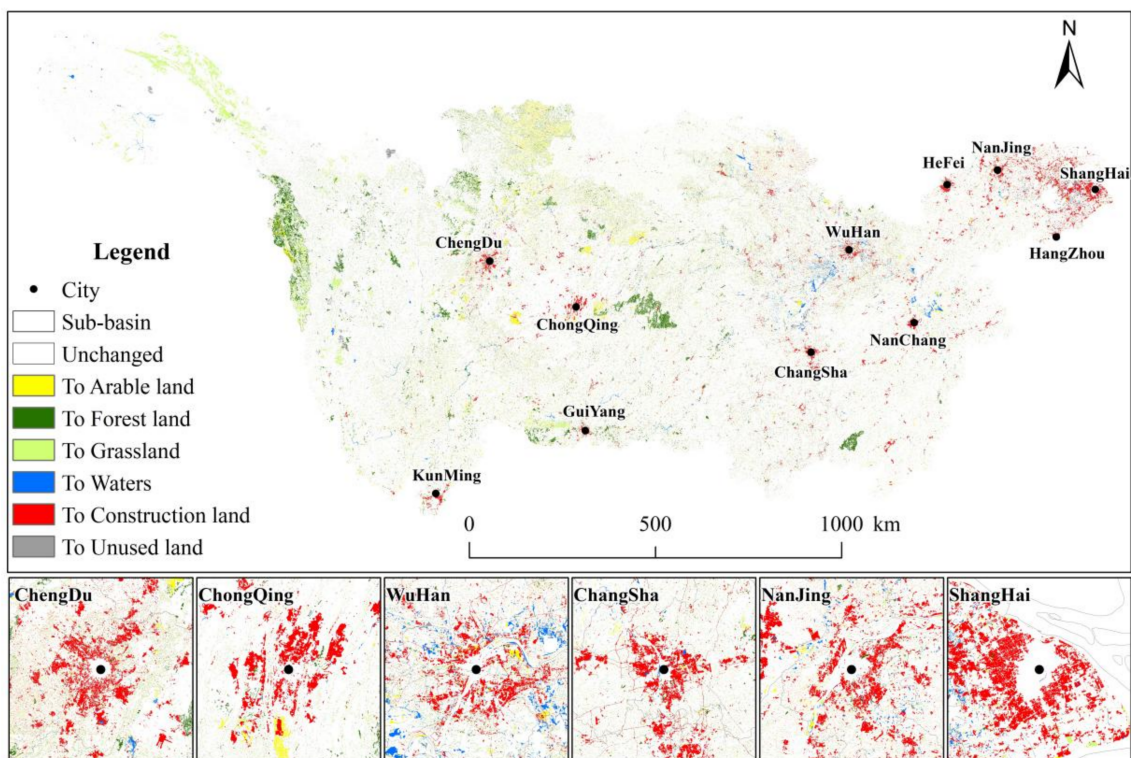 N
NanJing
HeFei
ShangHai
WuHan
HangZhou
ChengDu
ChongQing
NanChang
ChangSha
GuiYang
KunMing
Legend
City
Sub-basin
Unchanged
To Arable land
To Forest land
To Grassland
To Waters
To Construction land
To Unused land
0 500 1000 km
ChengDu
ChongQing
WuHan
ChangSha
NanJing
ShangHai